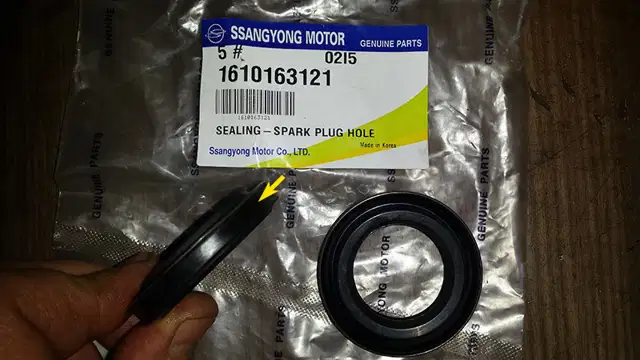 SSANGYONG MOTOR GENUINE PARTS
5 # 02I5
1610163121
1610163121
SEALING - SPARK PLUG HOLE
Made in Korea
Ssangyong Motor Co., LTD.
GENUINE PARTS
GENUINE PARTS
SSANGYONG MOTOR
GENUINE PARTS